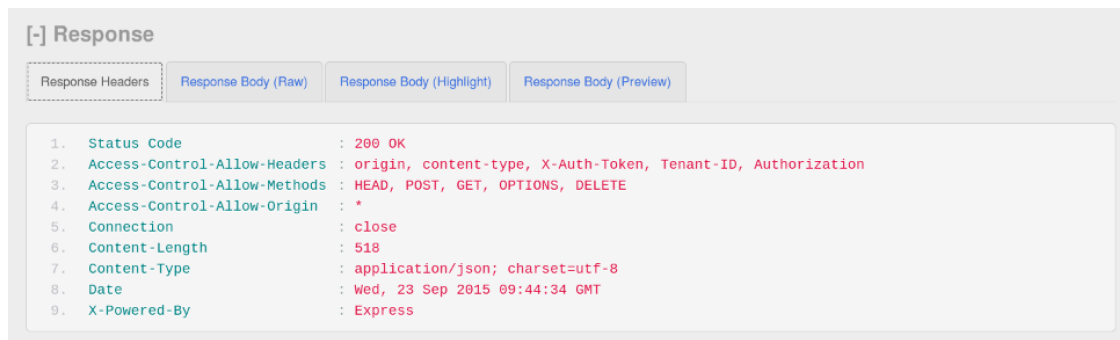 [-] Response
Response Headers Response Body (Raw) Response Body (Highlight) Response Body (Preview)
1. Status Code : 200 OK
2. Access-Control-Allow-Headers : origin, content-type, X-Auth-Token, Tenant-ID, Authorization
3. Access-Control-Allow-Methods : HEAD, POST, GET, OPTIONS, DELETE
4. Access-Control-Allow-Origin : *
5. Connection : close
6. Content-Length : 518
7. Content-Type : application/json; charset=utf-8
8. Date : Wed, 23 Sep 2015 09:44:34 GMT
9. X-Powered-By : Express